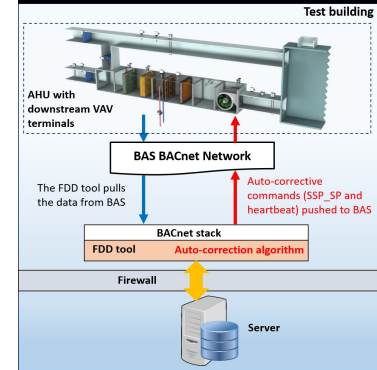 Test building
AHU with
downstream VAV
terminals
BAS BACnet Network
The FDD tool pulls
the data from BAS
Auto-corrective
commands (SSP_SP and
heartbeat) pushed to BAS
BACnet stack
FDD tool Auto-correction algorithm
Firewall
Server